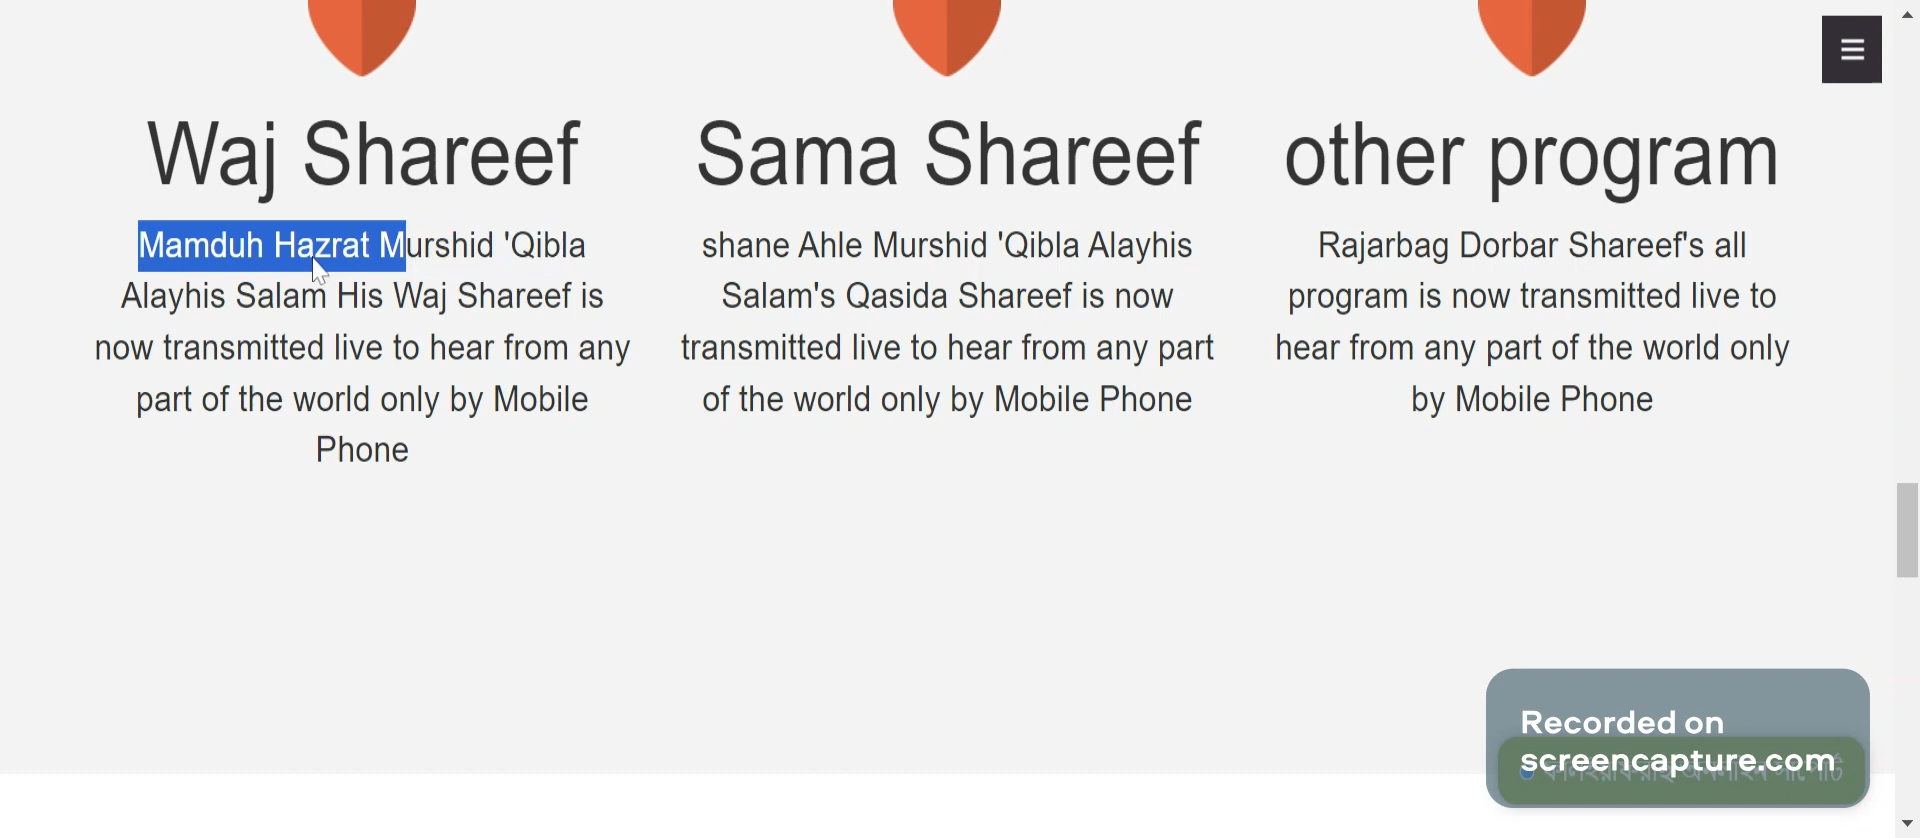 Waj Shareef
Mamduh Hazrat Murshid 'Qibla
Alayhis Salam His Waj Shareef is
now transmitted live to hear from any
part of the world only by Mobile
Phone
Sama Shareef
shane Ahle Murshid 'Qibla Alayhis
Salam's Qasida Shareef is now
transmitted live to hear from any part
of the world only by Mobile Phone
other program
Rajarbag Dorbar Shareef's all
program is now transmitted live to
hear from any part of the world only
by Mobile Phone
Recorded on
screencapture.com